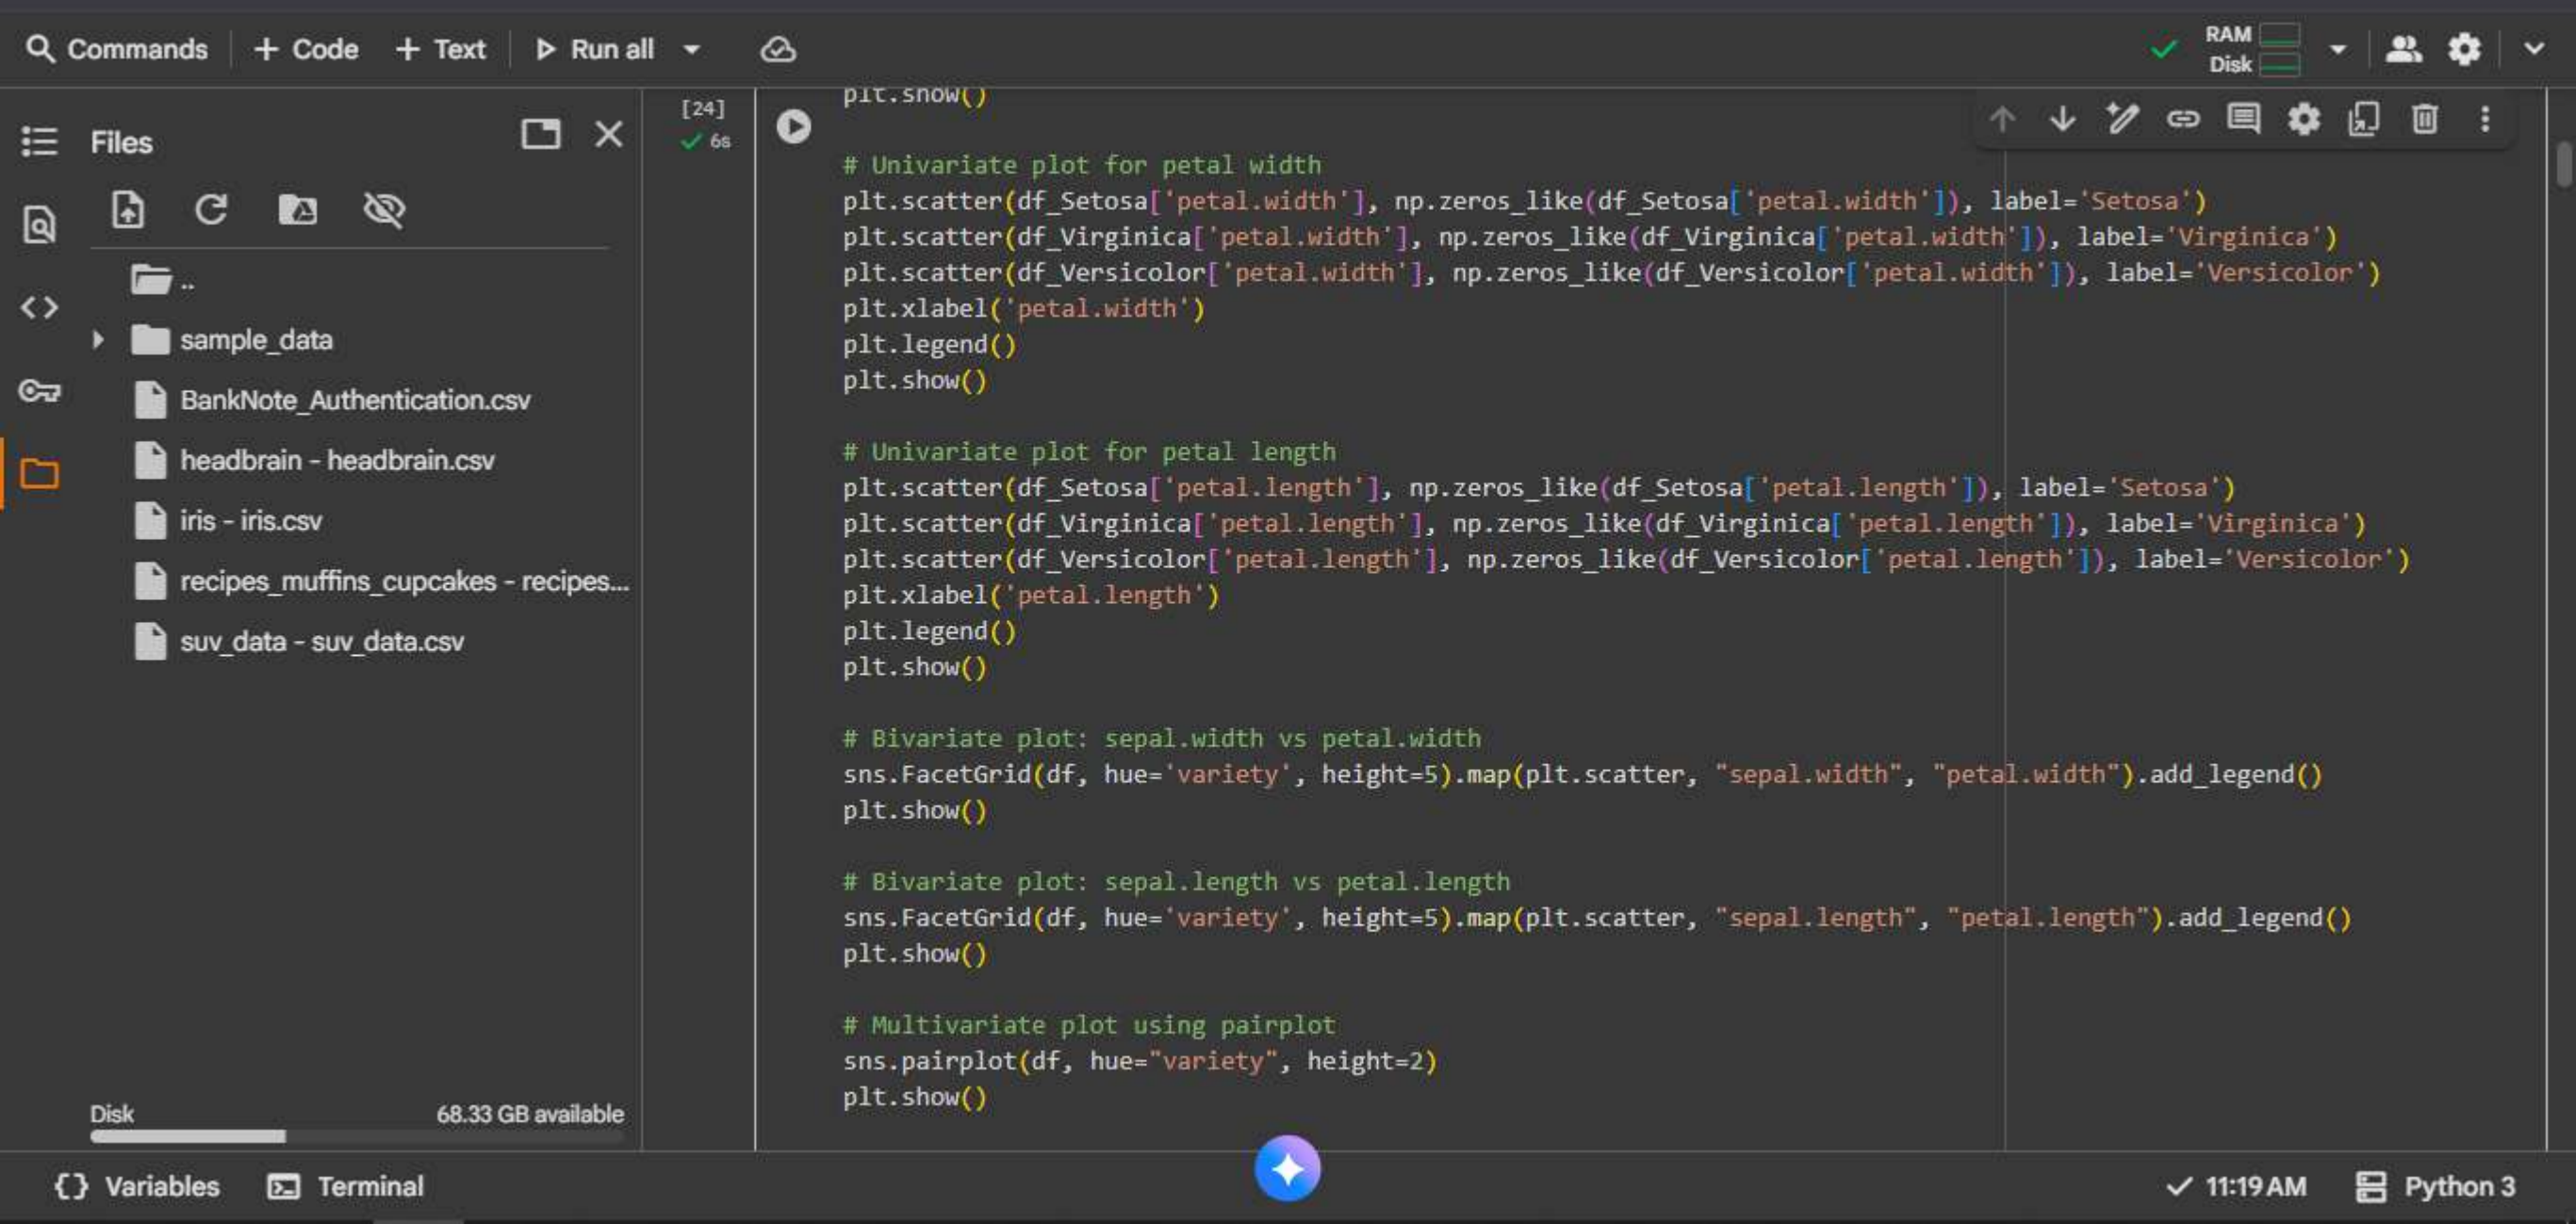 Commands
+ Code
+ Text
Run all
RAM
Disk
Files
..
sample_data
BankNote_Authentication.csv
headbrain - headbrain.csv
iris - iris.csv
recipes_muffins_cupcakes - recipes...
suv_data - suv_data.csv
Disk
68.33 GB available
[24]
6s
plt.show()
# Univariate plot for petal width
plt.scatter(df_Setosa['petal.width'], np.zeros_like(df_Setosa['petal.width']), label='Setosa')
plt.scatter(df_Virginica['petal.width'], np.zeros_like(df_Virginica['petal.width']), label='Virginica')
plt.scatter(df_Versicolor['petal.width'], np.zeros_like(df_Versicolor['petal.width']), label='Versicolor')
plt.xlabel('petal.width')
plt.legend()
plt.show()
# Univariate plot for petal length
plt.scatter(df_Setosa['petal.length'], np.zeros_like(df_Setosa['petal.length']), label='Setosa')
plt.scatter(df_Virginica['petal.length'], np.zeros_like(df_Virginica['petal.length']), label='Virginica')
plt.scatter(df_Versicolor['petal.length'], np.zeros_like(df_Versicolor['petal.length']), label='Versicolor')
plt.xlabel('petal.length')
plt.legend()
plt.show()
# Bivariate plot: sepal.width vs petal.width
sns.FacetGrid(df, hue='variety', height=5).map(plt.scatter, "sepal.width", "petal.width").add_legend()
plt.show()
# Bivariate plot: sepal.length vs petal.length
sns.FacetGrid(df, hue='variety', height=5).map(plt.scatter, "sepal.length", "petal.length").add_legend()
plt.show()
# Multivariate plot using pairplot
sns.pairplot(df, hue="variety", height=2)
plt.show()
Variables
Terminal
11:19 AM
Python 3